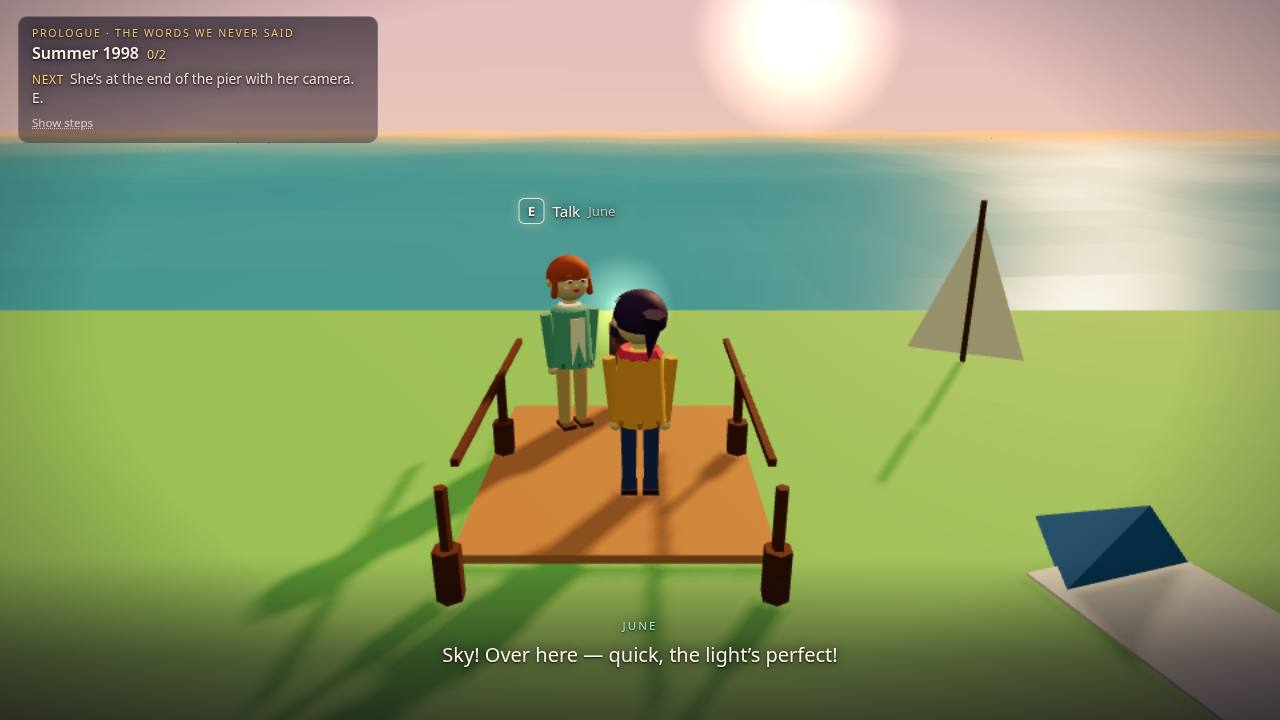 PROLOGUE · THE WORDS WE NEVER SAID
Summer 1998 0/2
NEXT She’s at the end of the pier with her camera.
E.
Show steps
E Talk June
JUNE
Sky! Over here — quick, the light’s perfect!